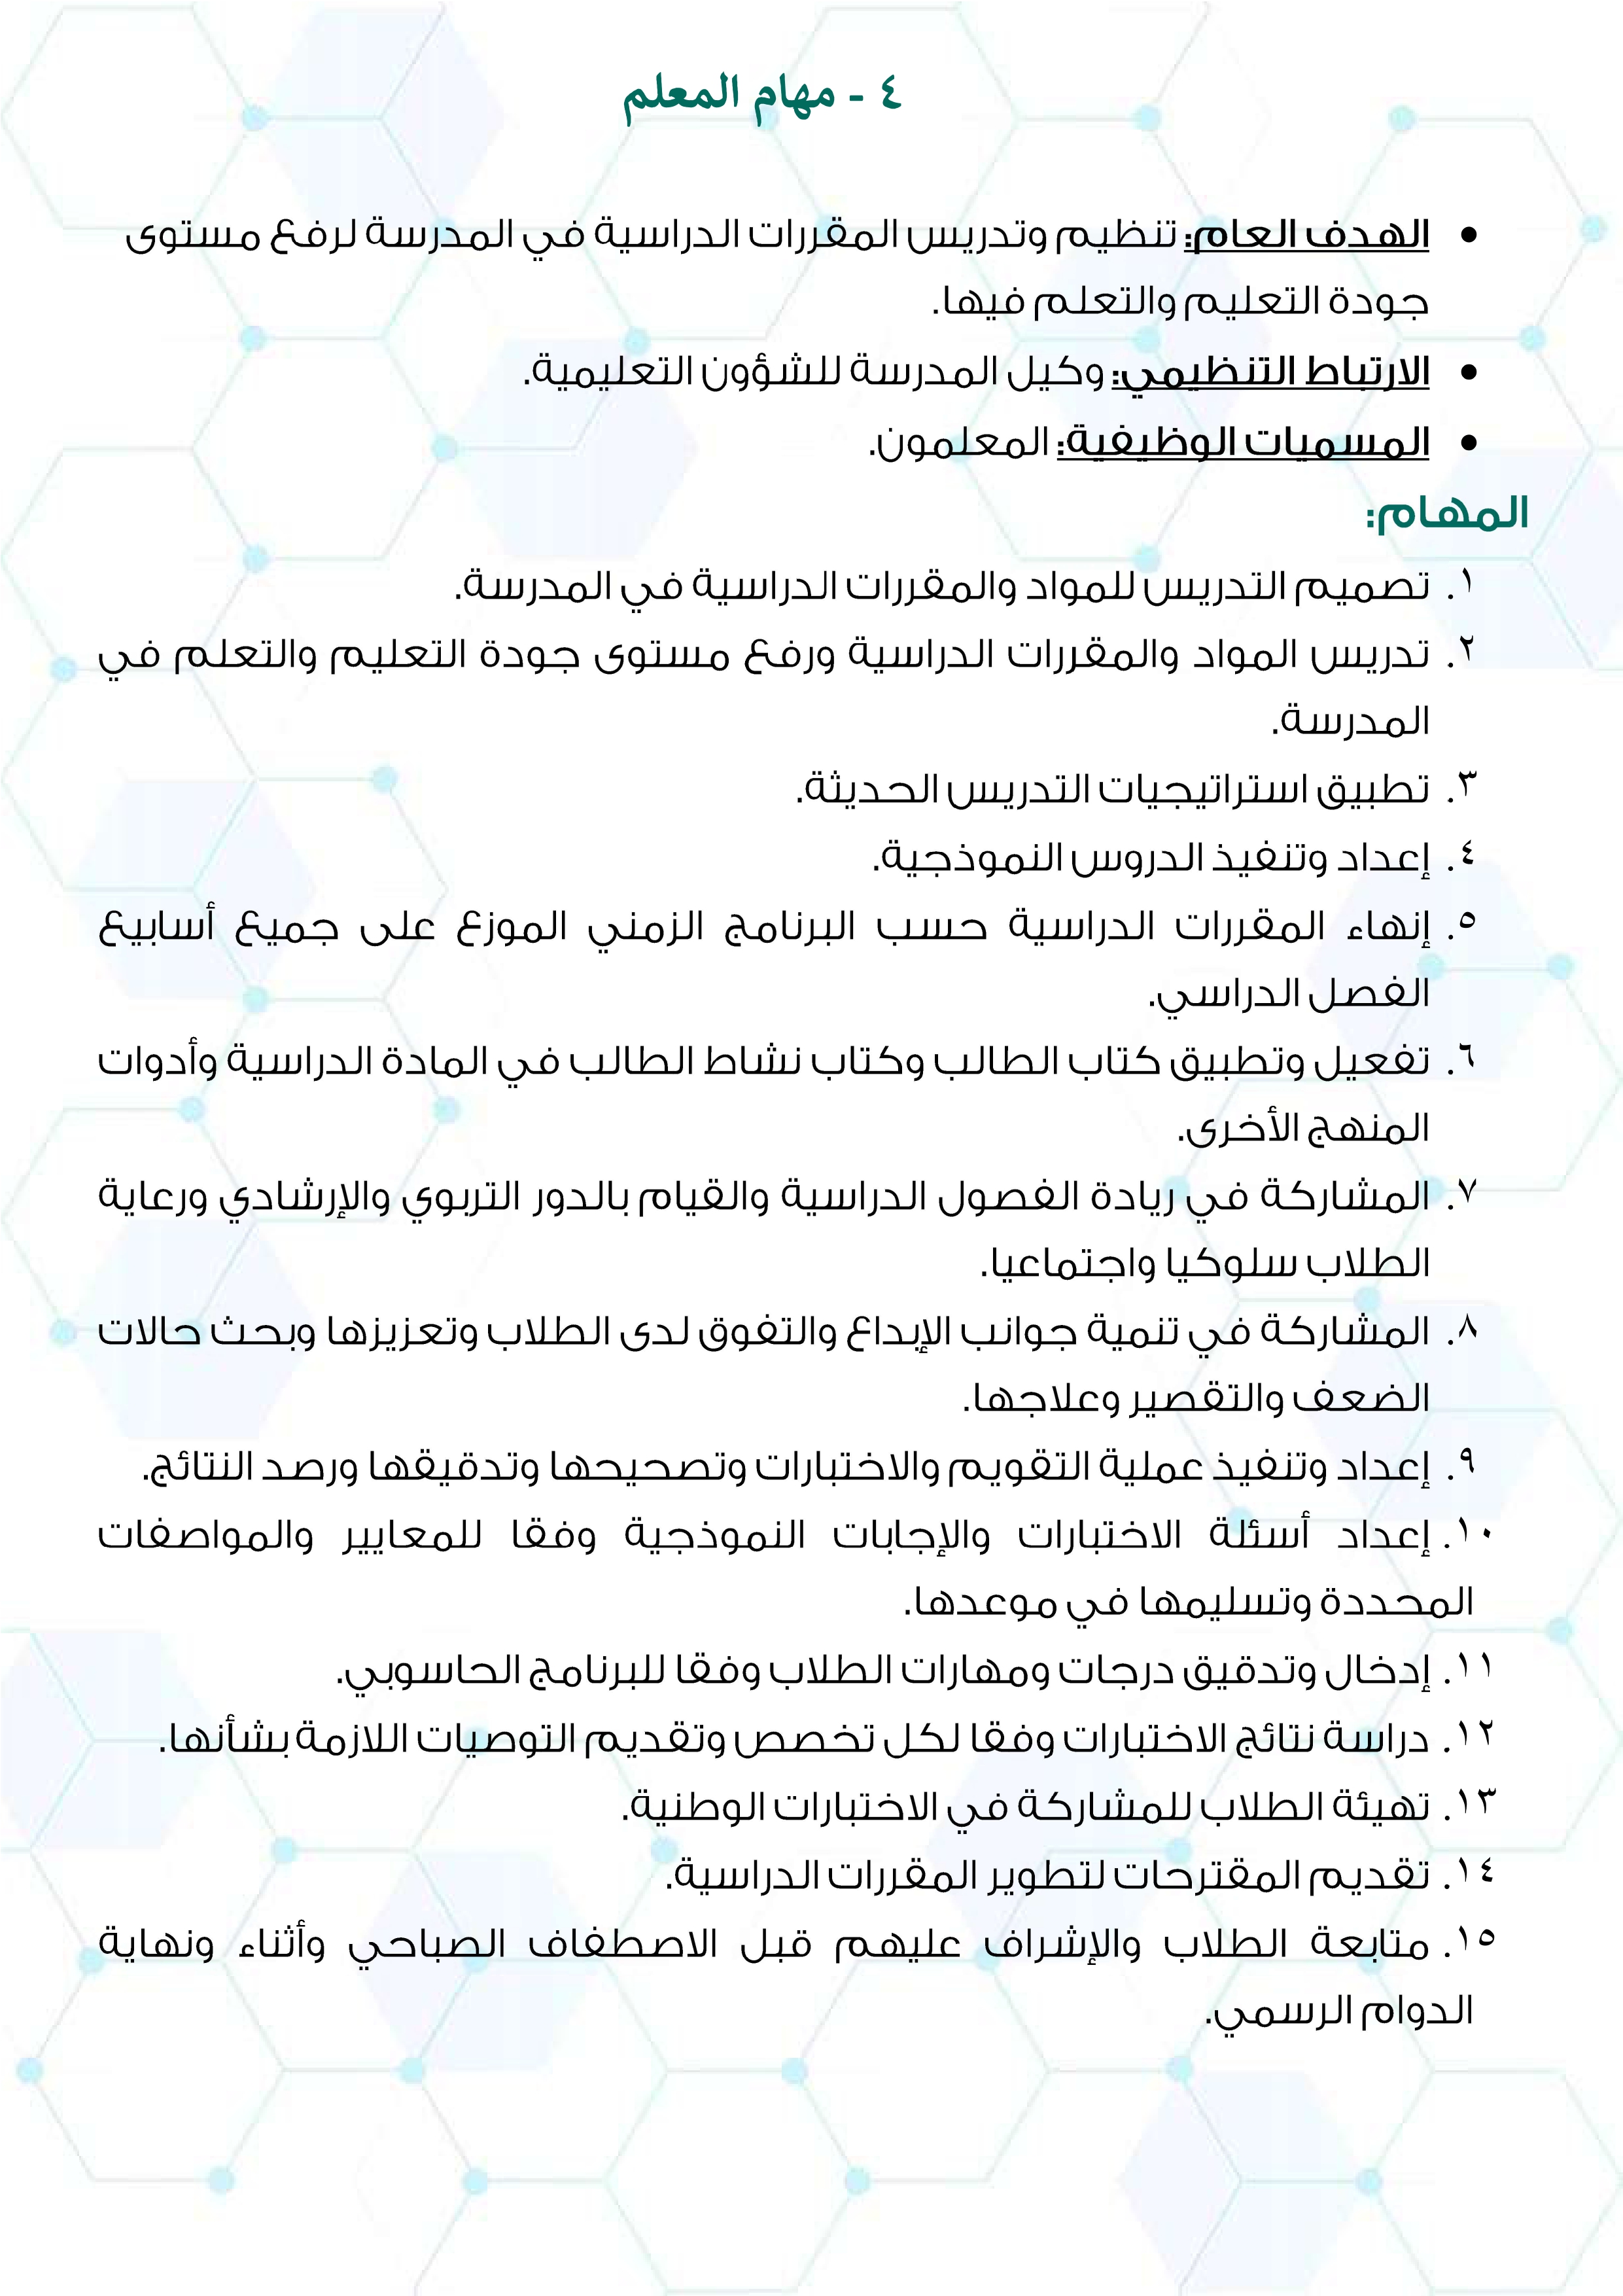 ٤ - مهام المعلم
• الهدف العام: تنظيم وتدريس المقررات الدراسية في المدرسة لرفع مستوى
جودة التعليم والتعلم فيها.
• الارتباط التنظيمي: وكيل المدرسة للشؤون التعليمية.
• المسميات الوظيفية: المعلمون.
المهام:
١. تصميم التدريس للمواد والمقررات الدراسية في المدرسة.
٢. تدريس المواد والمقررات الدراسية ورفع مستوى جودة التعليم والتعلم في
المدرسة.
٣. تطبيق استراتيجيات التدريس الحديثة.
٤. إعداد وتنفيذ الدروس النموذجية.
٥. إنهاء المقررات الدراسية حسب البرنامج الزمني الموزع على جميع أسابيع
الفصل الدراسي.
٦. تفعيل وتطبيق كتاب الطالب وكتاب نشاط الطالب في المادة الدراسية وأدوات
المنهج الأخرى.
٧. المشاركة في ريادة الفصول الدراسية والقيام بالدور التربوي والإرشادي ورعاية
الطلاب سلوكيا واجتماعيا.
٨. المشاركة في تنمية جوانب الإبداع والتفوق لدى الطلاب وتعزيزها وبحث حالات
الضعف والتقصير وعلاجها.
٩. إعداد وتنفيذ عملية التقويم والاختبارات وتصحيحها وتدقيقها ورصد النتائج.
١٠. إعداد أسئلة الاختبارات والإجابات النموذجية وفقا للمعايير والمواصفات
المحددة وتسليمها في موعدها.
١١. إدخال وتدقيق درجات ومهارات الطلاب وفقا للبرنامج الحاسوبي.
١٢. دراسة نتائج الاختبارات وفقا لكل تخصص وتقديم التوصيات اللازمة بشأنها.
١٣. تهيئة الطلاب للمشاركة في الاختبارات الوطنية.
١٤. تقديم المقترحات لتطوير المقررات الدراسية.
١٥. متابعة الطلاب والإشراف عليهم قبل الاصطفاف الصباحي وأثناء ونهاية
الدوام الرسمي.